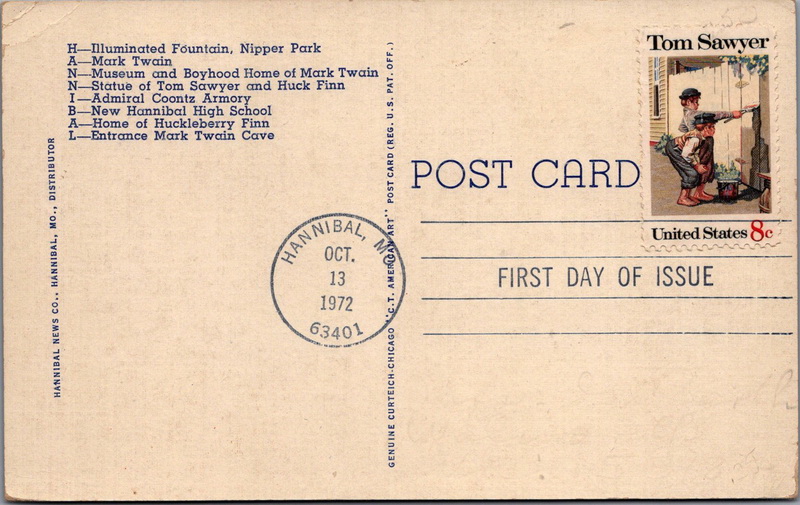 H—Illuminated Fountain, Nipper Park
A—Mark Twain
N—Museum and Boyhood Home of Mark Twain
N—Statue of Tom Sawyer and Huck Finn
I—Admiral Coontz Armory
B—New Hannibal High School
A—Home of Huckleberry Finn
L—Entrance Mark Twain Cave
HANNIBAL NEWS CO., HANNIBAL, MO., DISTRIBUTOR
HANNIBAL, MO
OCT.
13
1972
63401
GENUINE CURTEICH-CHICAGO "C.T. AMERICAN ART" POST CARD (REG. U.S. PAT. OFF.)
POST CARD
Tom Sawyer
United States 8c
FIRST DAY OF ISSUE